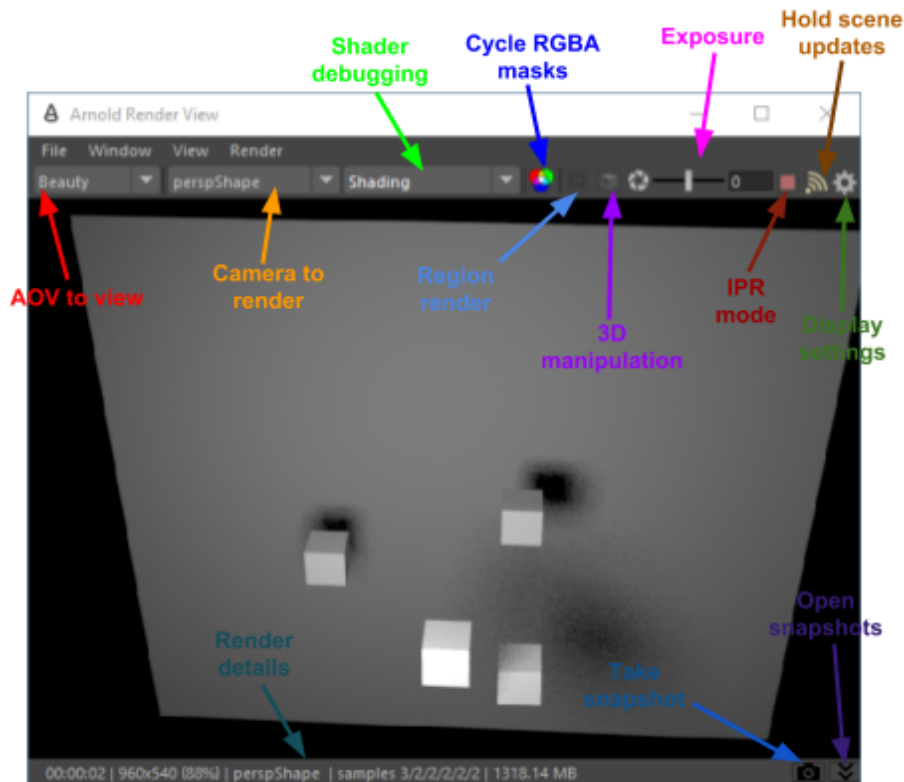 Hold scene
updates
Exposure
Cycle RGBA
masks
Shader
debugging
Arnold Render View
File Window View Render
Beauty perspShape Shading 0
AOV to view
Camera to
render
Region
render
3D
manipulation
IPR
mode
Display
settings
Open
snapshots
Render
details
Take
snapshot
00:00:02 | 960x540 (88%) | perspShape | samples 3/2/2/2/2/2 | 1318.14 MB